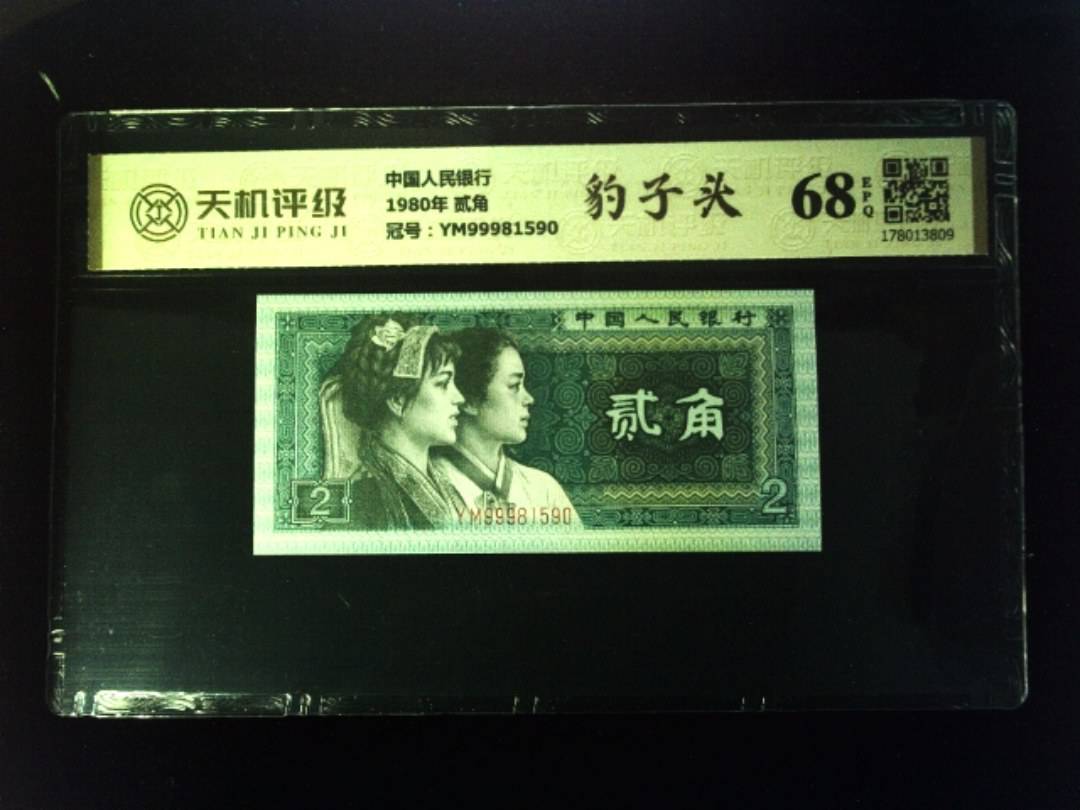 天机评级
TIAN JI PING JI
中国人民银行
1980年 贰角
冠号：YM99981590
豹子头
68
EPQ
178013809
中国人民银行
贰角
2
2
YM99981590